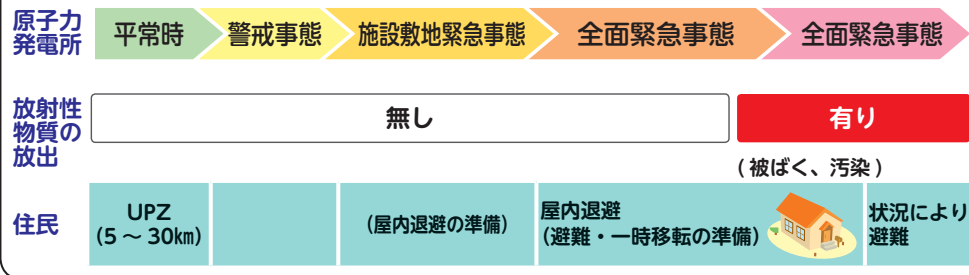 原子力
発電所
平常時
警戒事態
施設敷地緊急事態
全面緊急事態
全面緊急事態
放射性
物質の
放出
無し
有り
(被ばく、汚染)
住民
UPZ
(5～30㎞)
(屋内退避の準備)
屋内退避
(避難・一時移転の準備)
状況により
避難